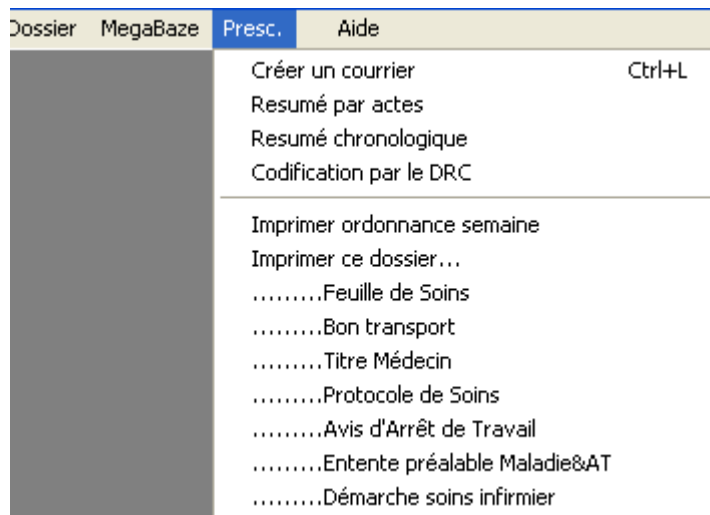 Dossier MegaBaze Presc. Aide
Créer un courrier Ctrl+L
Resumé par actes
Resumé chronologique
Codification par le DRC
Imprimer ordonnance semaine
Imprimer ce dossier...
.........Feuille de Soins
.........Bon transport
.........Titre Médecin
.........Protocole de Soins
.........Avis d'Arrêt de Travail
.........Entente préalable Maladie&AT
.........Démarche soins infirmier